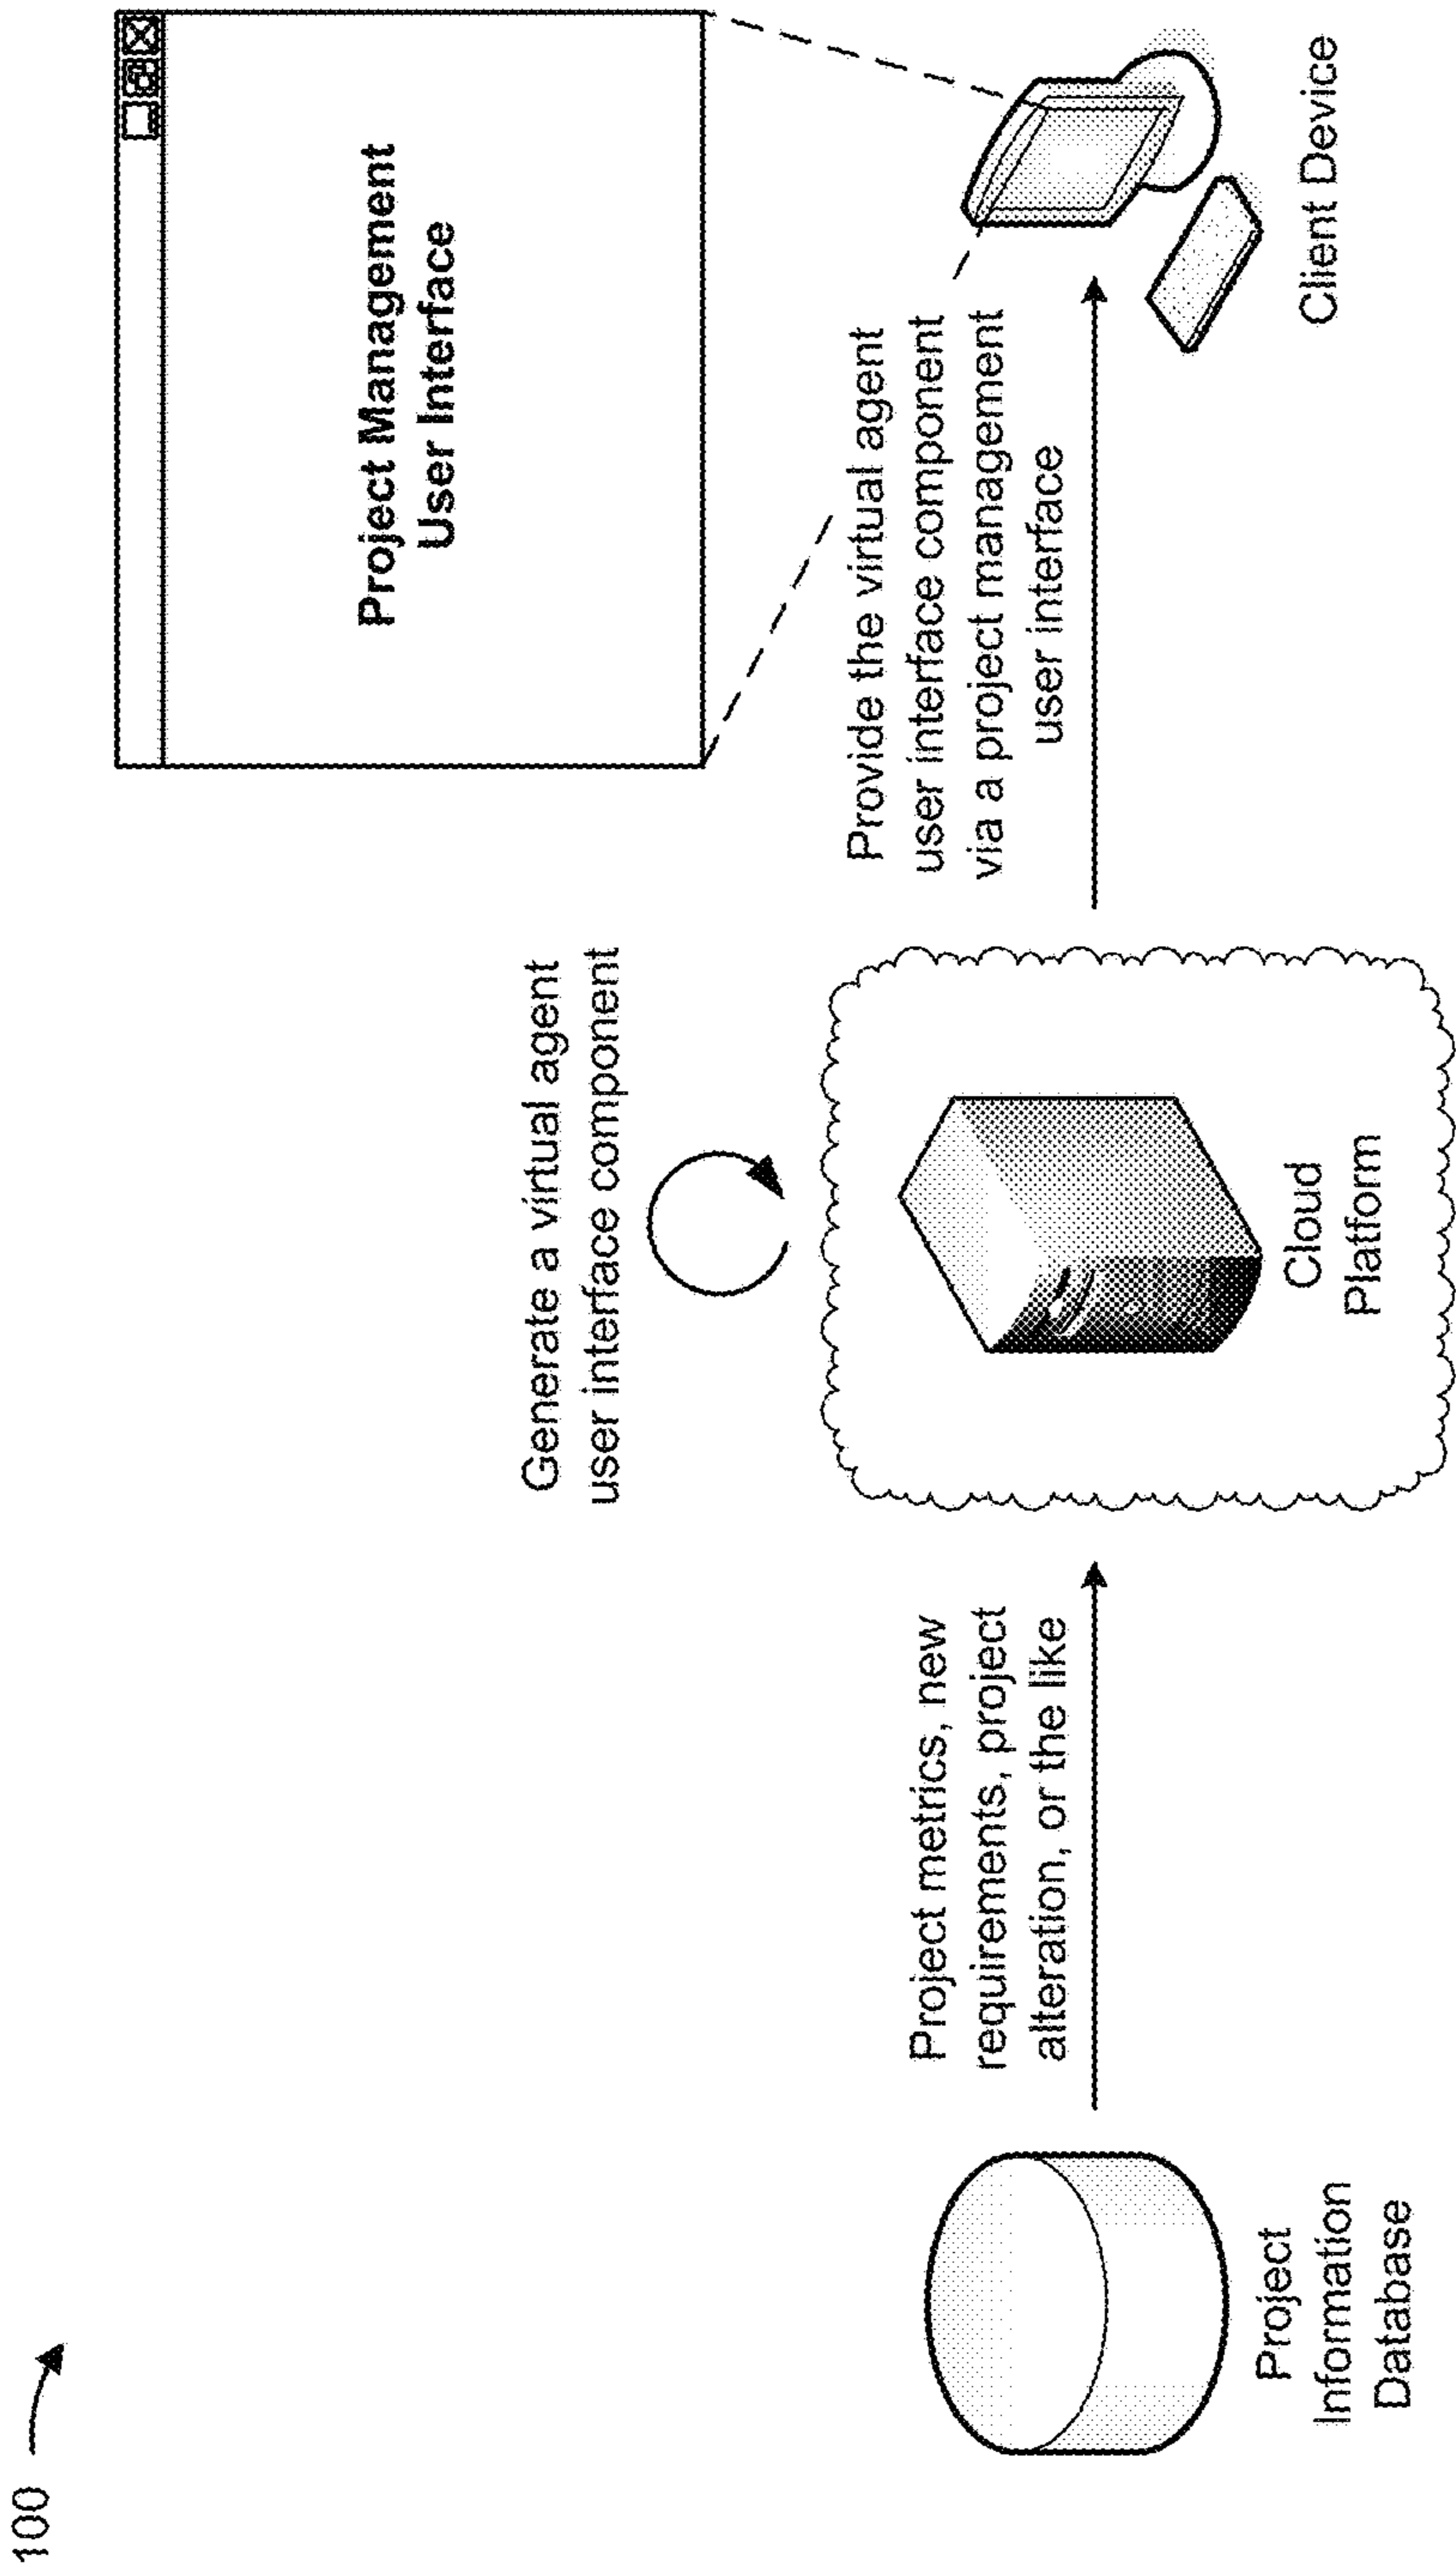 100
Project Management
User Interface
Generate a virtual agent
user interface component
Provide the virtual agent
user interface component
via a project management
user interface
Project metrics, new
requirements, project
alteration, or the like
Project
Information
Database
Cloud
Platform
Client Device